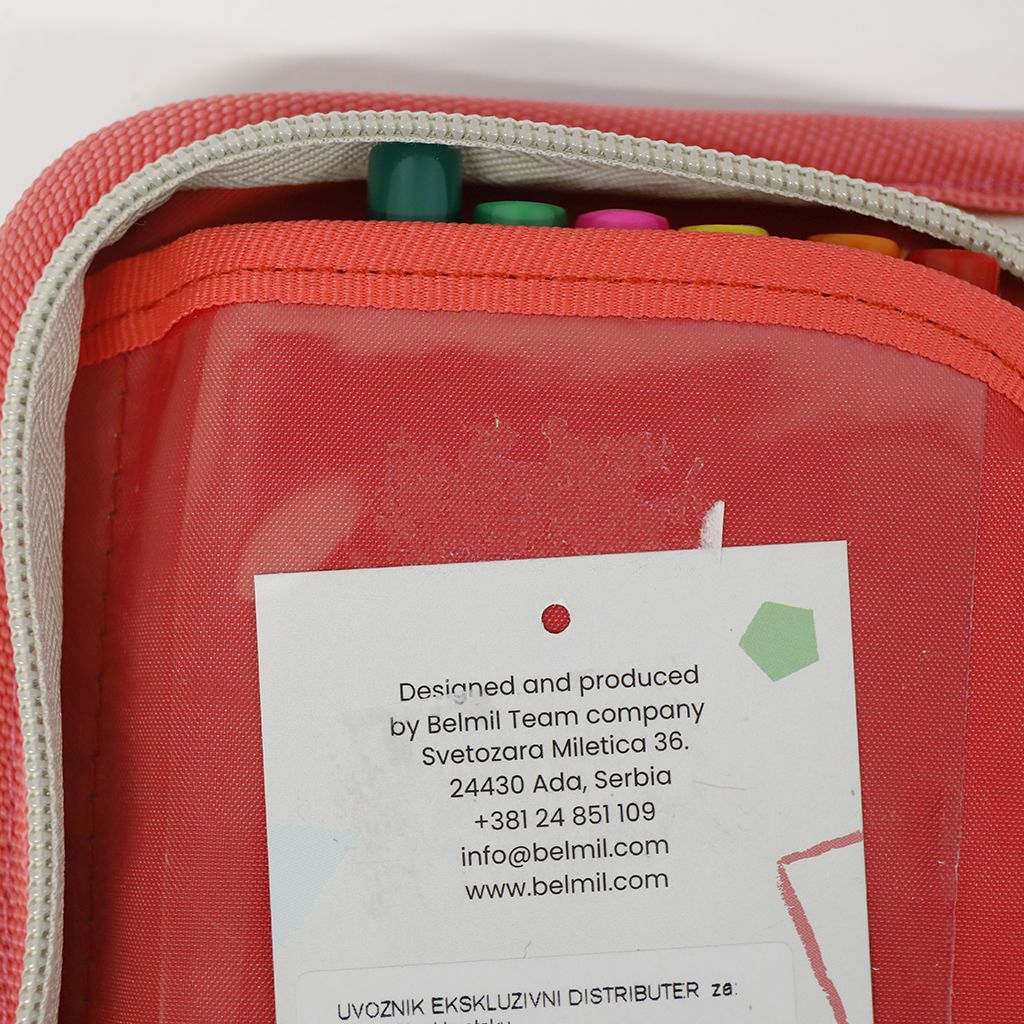 Designed and produced
by Belmil Team company
Svetozara Miletica 36.
24430 Ada, Serbia
+381 24 851 109
info@belmil.com
www.belmil.com
UVOZNIK EKSKLUZIVNI DISTRIBUTER za: